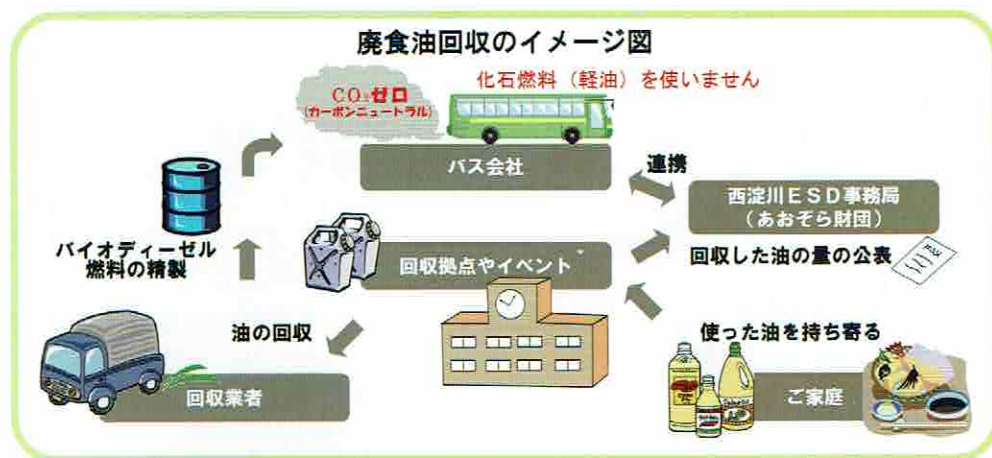 廃食油回収のイメージ図
CO₂ゼロ
(カーボンニュートラル)
化石燃料（軽油）を使いません
バス会社
連携
西淀川ＥＳＤ事務局
（あおぞら財団）
バイオディーゼル
燃料の精製
回収拠点やイベント
回収した油の量の公表
油の回収
使った油を持ち寄る
回収業者
ご家庭